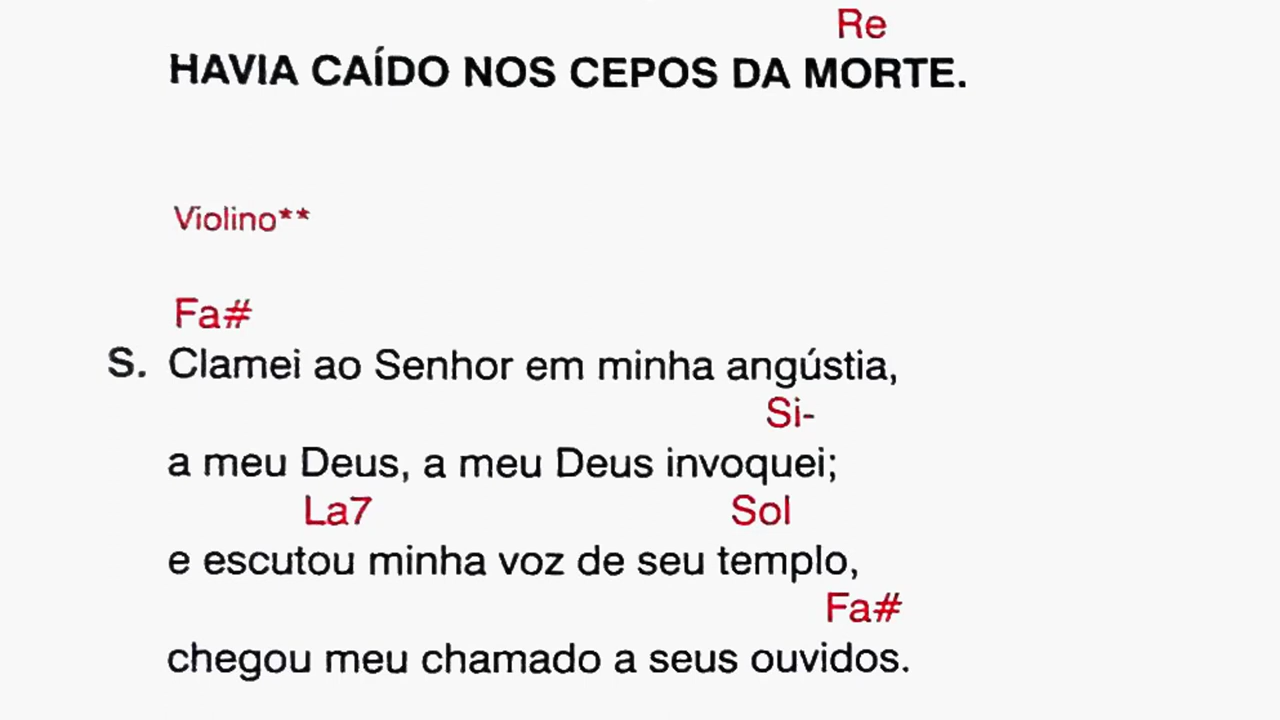 Re
HAVIA CAÍDO NOS CEPOS DA MORTE.
Violino**
Fa#
S. Clamei ao Senhor em minha angústia,
Si-
a meu Deus, a meu Deus invoquei;
La7 Sol
e escutou minha voz de seu templo,
Fa#
chegou meu chamado a seus ouvidos.